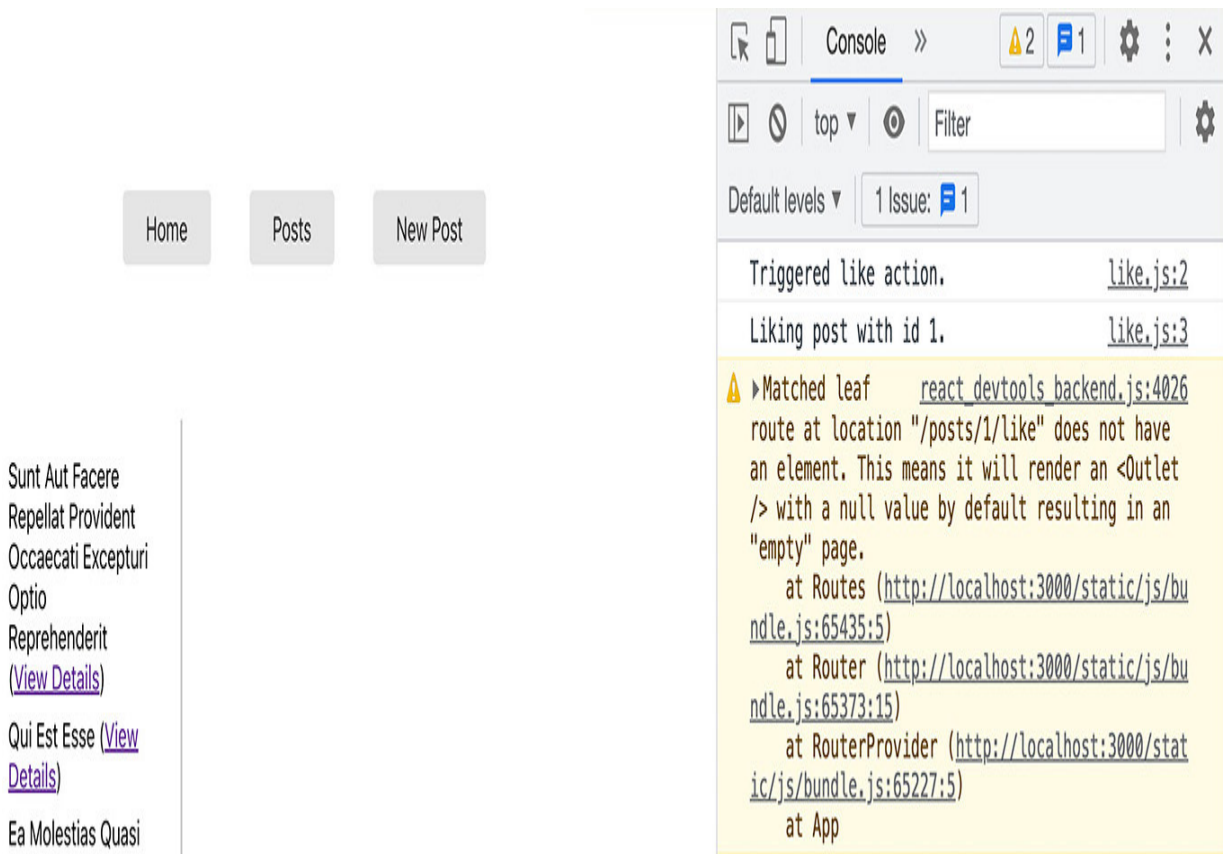 Home Posts New Post
Sunt Aut Facere
Repellat Provident
Occaecati Excepturi
Optio
Reprehenderit
(View Details)
Qui Est Esse (View
Details)
Ea Molestias Quasi
Console » 2 1
top ▼ Filter
Default levels ▼ 1 Issue: 1
Triggered like action. like.js:2
Liking post with id 1. like.js:3
▶Matched leaf react_devtools_backend.js:4026
route at location "/posts/1/like" does not have
an element. This means it will render an <Outlet
/> with a null value by default resulting in an
"empty" page.
at Routes (http://localhost:3000/static/js/bu
ndle.js:65435:5)
at Router (http://localhost:3000/static/js/bu
ndle.js:65373:15)
at RouterProvider (http://localhost:3000/stat
ic/js/bundle.js:65227:5)
at App